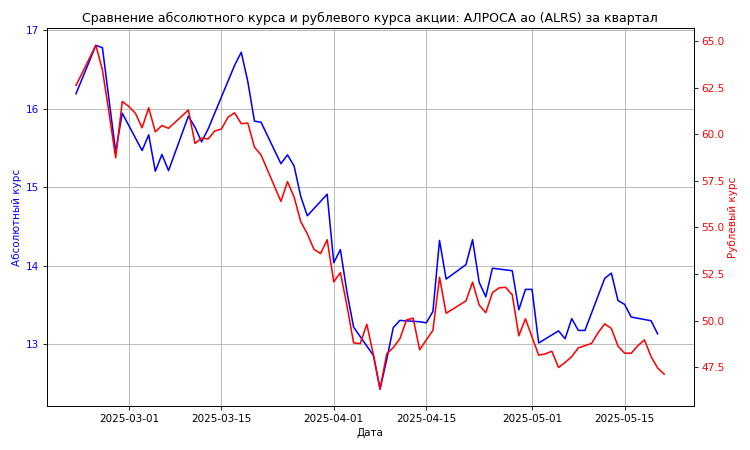 Сравнение абсолютного курса и рублевого курса акции: АЛРОСА ао (ALRS) за квартал
17
16
15
14
13
Абсолютный курс
65.0
62.5
60.0
57.5
55.0
52.5
50.0
47.5
Рублевый курс
2025-03-01 2025-03-15 2025-04-01 2025-04-15 2025-05-01 2025-05-15
Дата